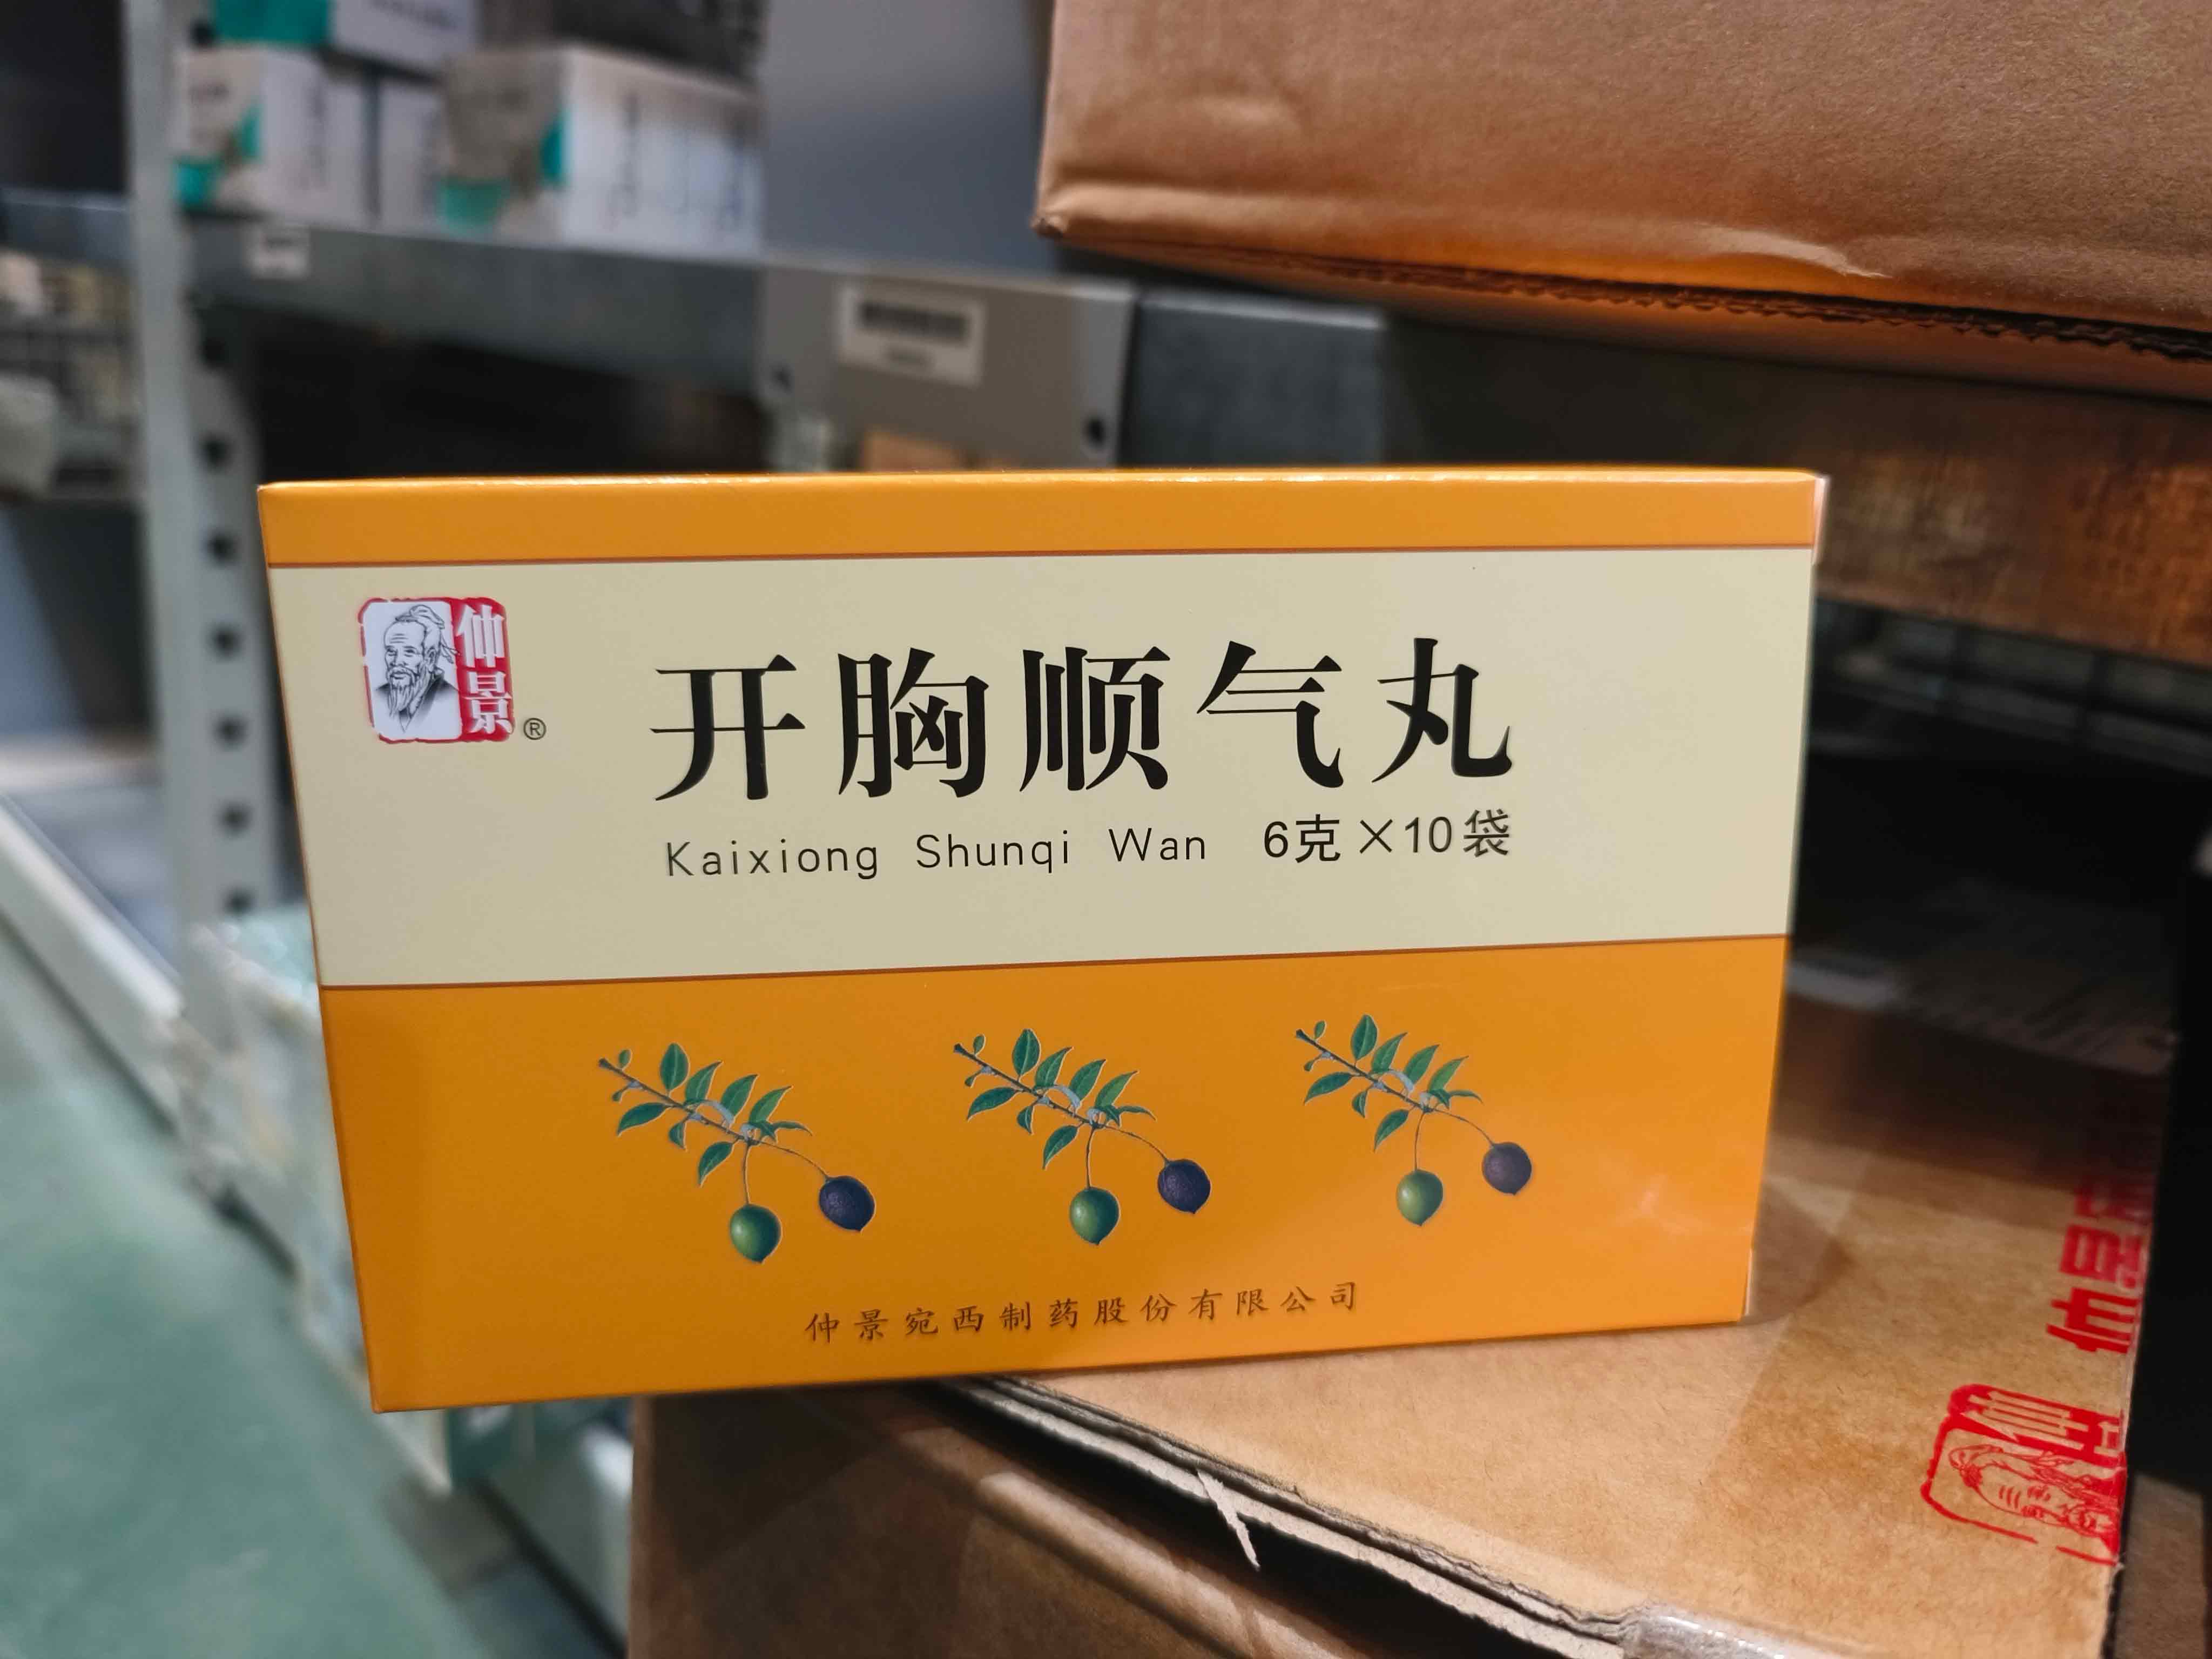 仲景®
开胸顺气丸
Kaixiong Shunqi Wan 6克×10袋
仲景宛西制药股份有限公司